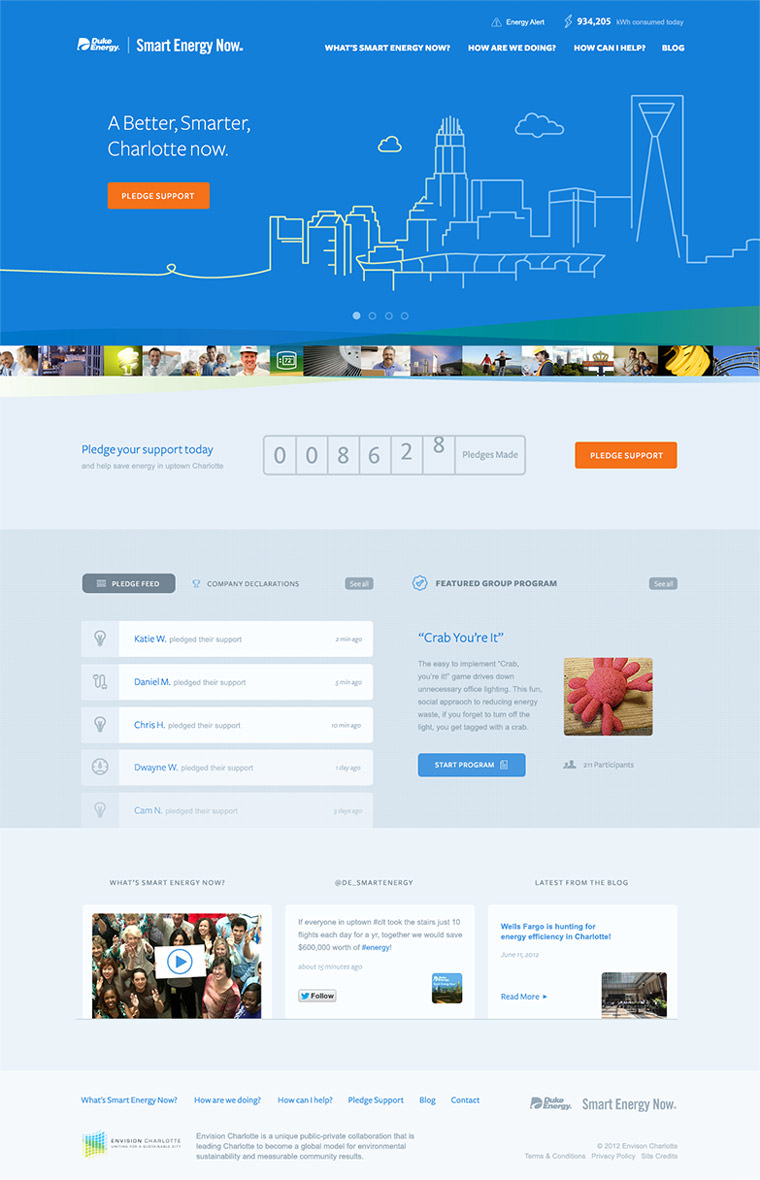 Energy Alert
934,205 kWh consumed today
Duke Energy. Smart Energy Now.
WHAT'S SMART ENERGY NOW? HOW ARE WE DOING? HOW CAN I HELP? BLOG
A Better, Smarter,
Charlotte now.
PLEDGE SUPPORT
72°
Pledge your support today
and help save energy in uptown Charlotte
0 0 8 6 2 8 Pledges Made
PLEDGE SUPPORT
PLEDGE FEED
COMPANY DECLARATIONS
See all
Katie W. pledged their support 2 min ago
Daniel M. pledged their support 5 min ago
Chris H. pledged their support 10 min ago
Dwayne W. pledged their support 1 day ago
Cam N. pledged their support 3 days ago
FEATURED GROUP PROGRAM
See all
“Crab You’re It”
The easy to implement "Crab,
you're it!" game drives down
unnecessary office lighting. This fun,
social appraoch to reducing energy
waste, if you forget to turn off the
light, you get tagged with a crab.
START PROGRAM
211 Participants
WHAT'S SMART ENERGY NOW?
@DE_SMARTENERGY
If everyone in uptown #clt took the stairs just 10
flights each day for a yr, together we would save
$600,000 worth of #energy!
about 15 minutes ago
Follow
LATEST FROM THE BLOG
Wells Fargo is hunting for
energy efficiency in Charlotte!
June 11, 2012
Read More
What's Smart Energy Now? How are we doing? How can I help? Pledge Support Blog Contact
Duke Energy. Smart Energy Now.
ENVISION CHARLOTTE
UNITING FOR A SUSTAINABLE CITY
Envision Charlotte is a unique public-private collaboration that is
leading Charlotte to become a global model for environmental
sustainability and measurable community results.
© 2012 Envison Charlotte
Terms & Conditions Privacy Policy Site Credits